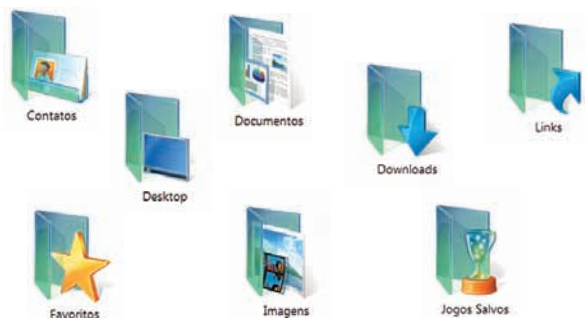 Contatos
Documentos
Links
Desktop
Downloads
Favoritos
Imagens
Jogos Salvos